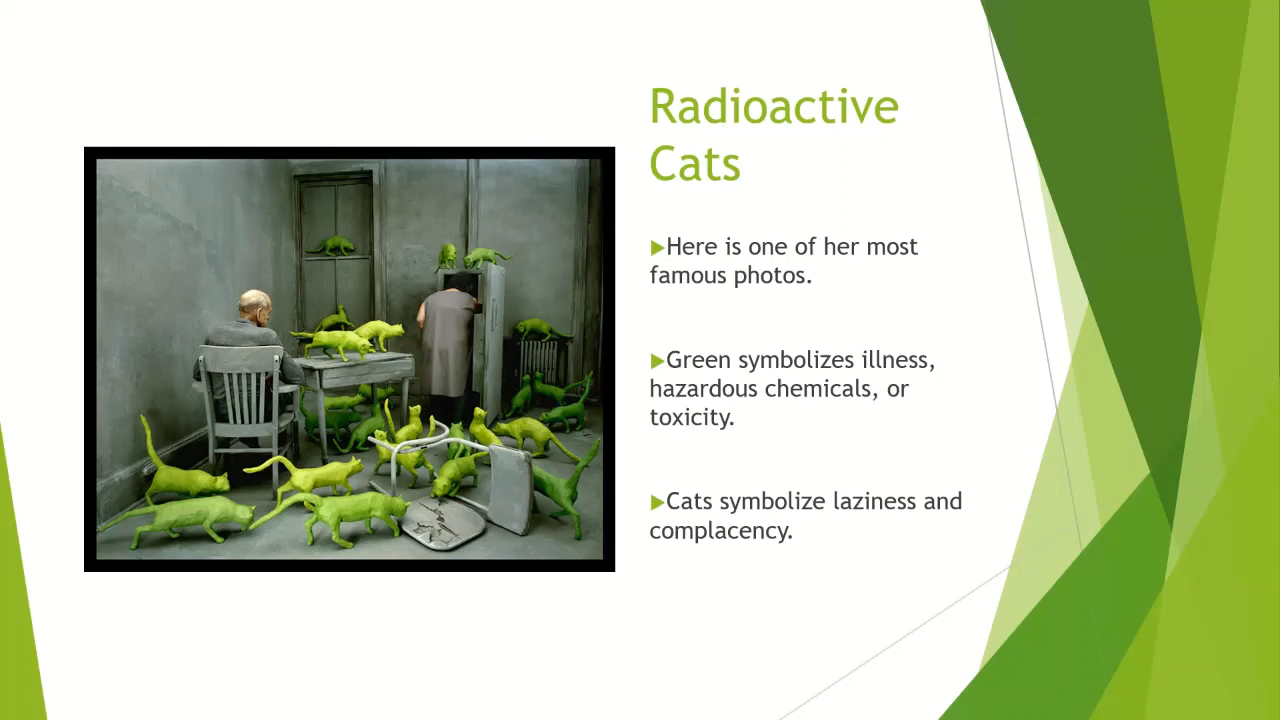 Radioactive
Cats
Here is one of her most
famous photos.
Green symbolizes illness,
hazardous chemicals, or
toxicity.
Cats symbolize laziness and
complacency.